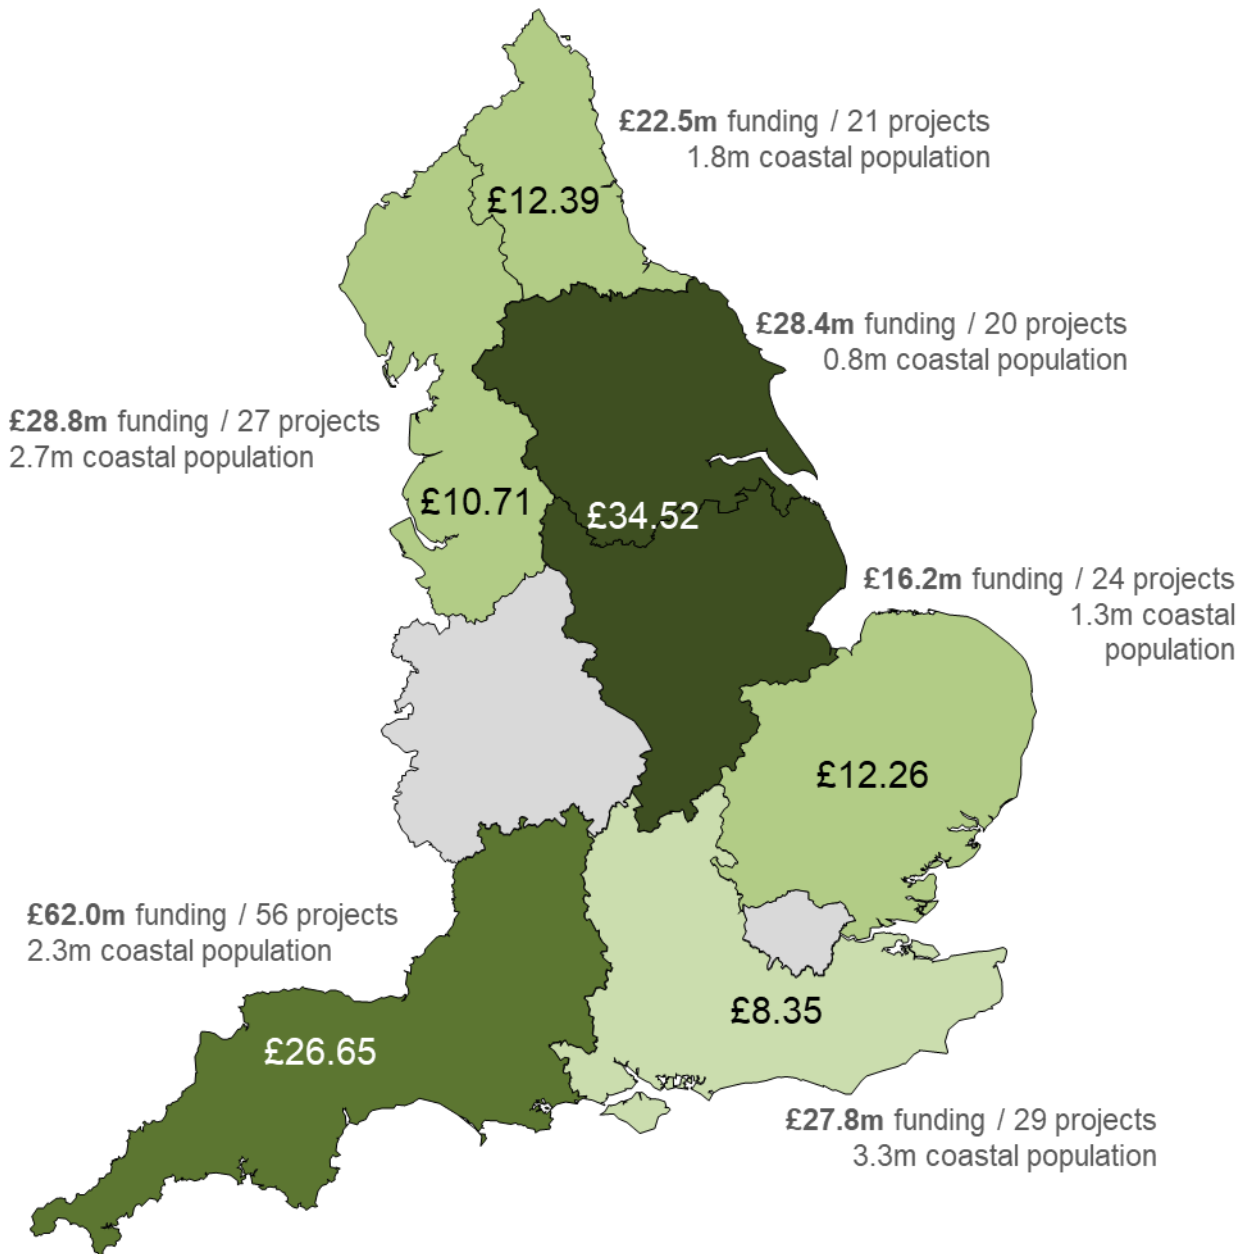 £22.5m funding / 21 projects
1.8m coastal population
£12.39
£28.4m funding / 20 projects
0.8m coastal population
£28.8m funding / 27 projects
2.7m coastal population
£10.71
£34.52
£16.2m funding / 24 projects
1.3m coastal
population
£12.26
£62.0m funding / 56 projects
2.3m coastal population
£8.35
£26.65
£27.8m funding / 29 projects
3.3m coastal population